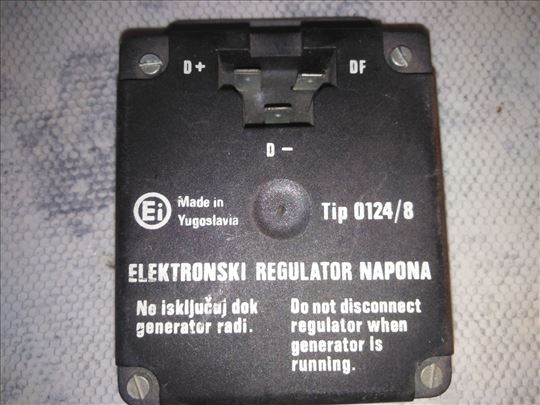 D+
DF
D-
Ei
Made in
Yugoslavia
Tip 0124/8
ELEKTRONSKI REGULATOR NAPONA
Ne isključuj dok
generator radi.
Do not disconnect
regulator when
generator is
running.